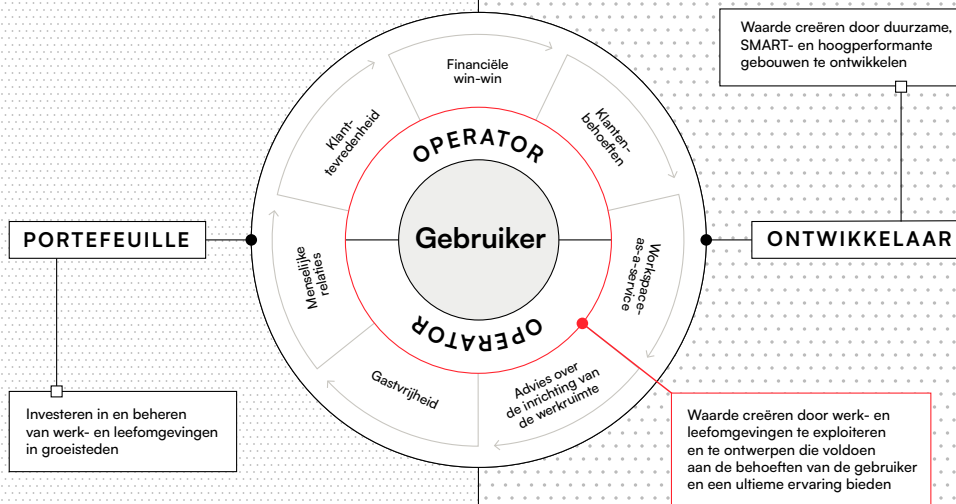 Waarde creëren door duurzame,
SMART- en hoogperformante
gebouwen te ontwikkelen
Financiële
win-win
Klanten-
behoeften
Klant-
tevredenheid
OPERATOR
PORTEFEUILLE
Gebruiker
ONTWIKKELAAR
Menselijke
relaties
Workspace-
as-a-service
OPERATOR
Gastvrijheid
Advies over
de inrichting van
de werkruimte
Investeren in en beheren
van werk- en leefomgevingen
in groeisteden
Waarde creëren door werk- en
leefomgevingen te exploiteren
en te ontwerpen die voldoen
aan de behoeften van de gebruiker
en een ultieme ervaring bieden